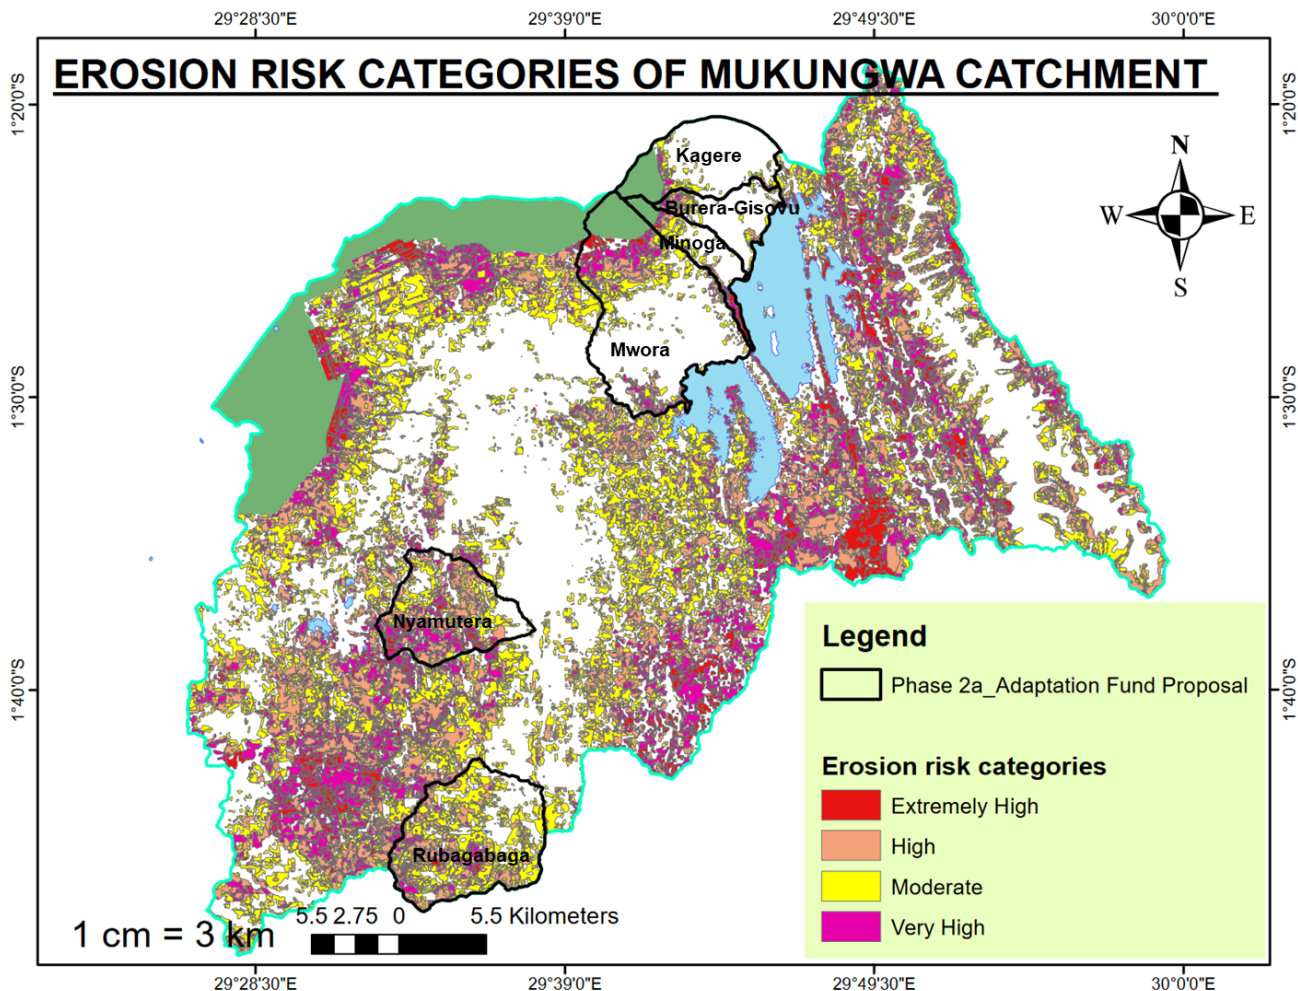 29°28'30"E 29°39'0"E 29°49'30"E 30°0'0"E
EROSION RISK CATEGORIES OF MUKUNGWA CATCHMENT
1°20'0"S
1°20'0"S
N
W E
S
Kagere
Burera-Gisovu
Minoga
Mwora
1°30'0"S
1°30'0"S
Nyamutera
Legend
Phase 2a_Adaptation Fund Proposal
1°40'0"S
1°40'0"S
Erosion risk categories
Extremely High
High
Moderate
Very High
Rubagabaga
5.5 2.75 0 5.5 Kilometers
1 cm = 3 km
29°28'30"E 29°39'0"E 29°49'30"E 30°0'0"E